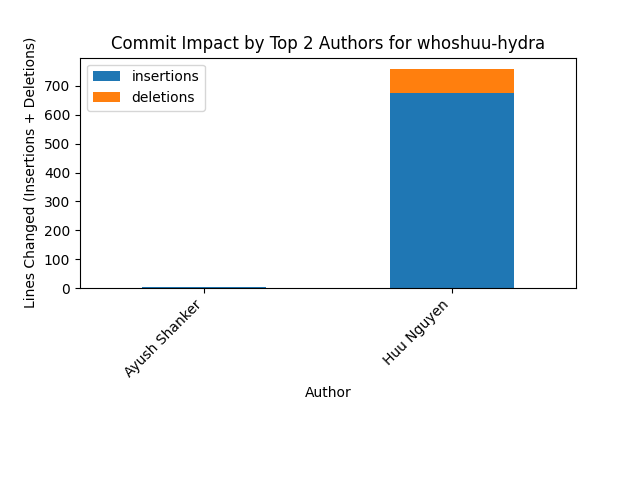 Commit Impact by Top 2 Authors for whoshuu-hydra
Lines Changed (Insertions + Deletions)
insertions
deletions
700
600
500
400
300
200
100
0
Ayush Shanker
Huu Nguyen
Author